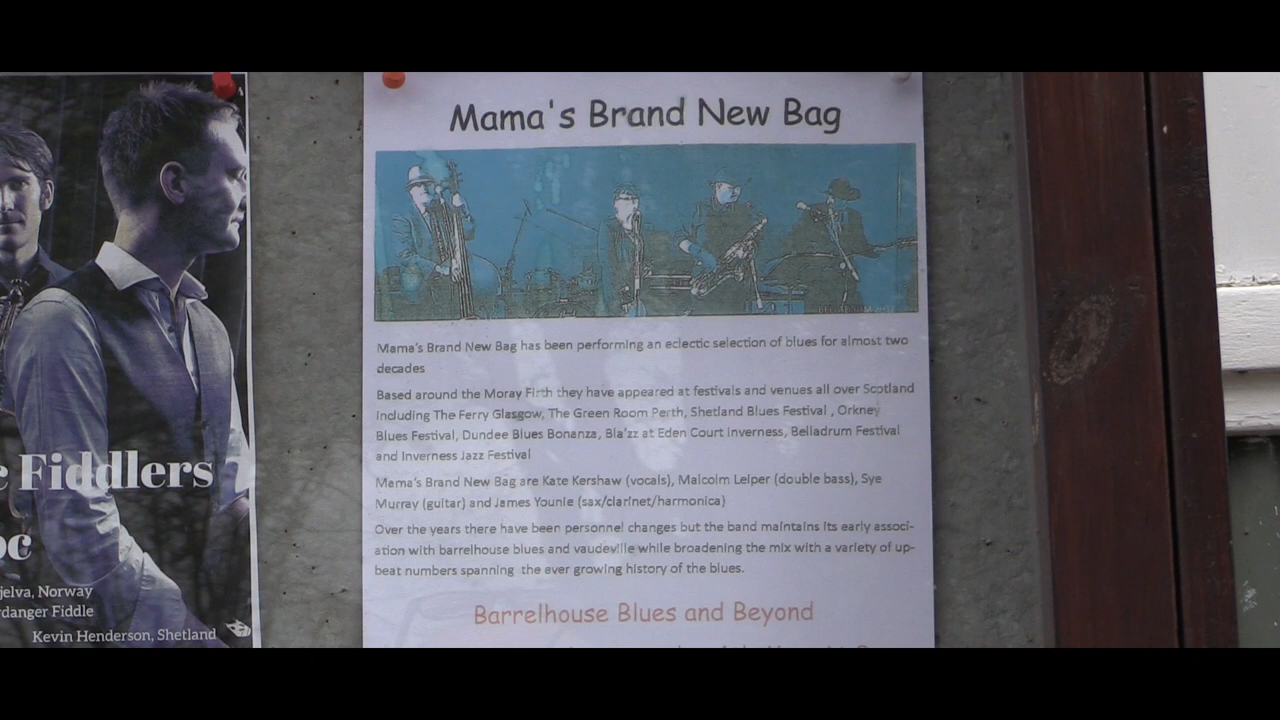 Mama's Brand New Bag
Mama's Brand New Bag has been performing an eclectic selection of blues for almost two
decades
Based around the Moray Firth they have appeared at festivals and venues all over Scotland
including The Ferry Glasgow, The Green Room Perth, Shetland Blues Festival , Orkney
Blues Festival, Dundee Blues Bonanza, Bla'zz at Eden Court Inverness, Belladrum Festival
and Inverness Jazz Festival
Mama's Brand New Bag are Kate Kershaw (vocals), Malcolm Leiper (double bass), Sye
Murray (guitar) and James Younie (sax/clarinet/harmonica)
Over the years there have been personnel changes but the band maintains its early associ-
ation with barrelhouse blues and vaudeville while broadening the mix with a variety of up-
beat numbers spanning the ever growing history of the blues.
Barrelhouse Blues and Beyond
Fiddlers
Norway
Fiddle
Kevin Henderson, Shetland